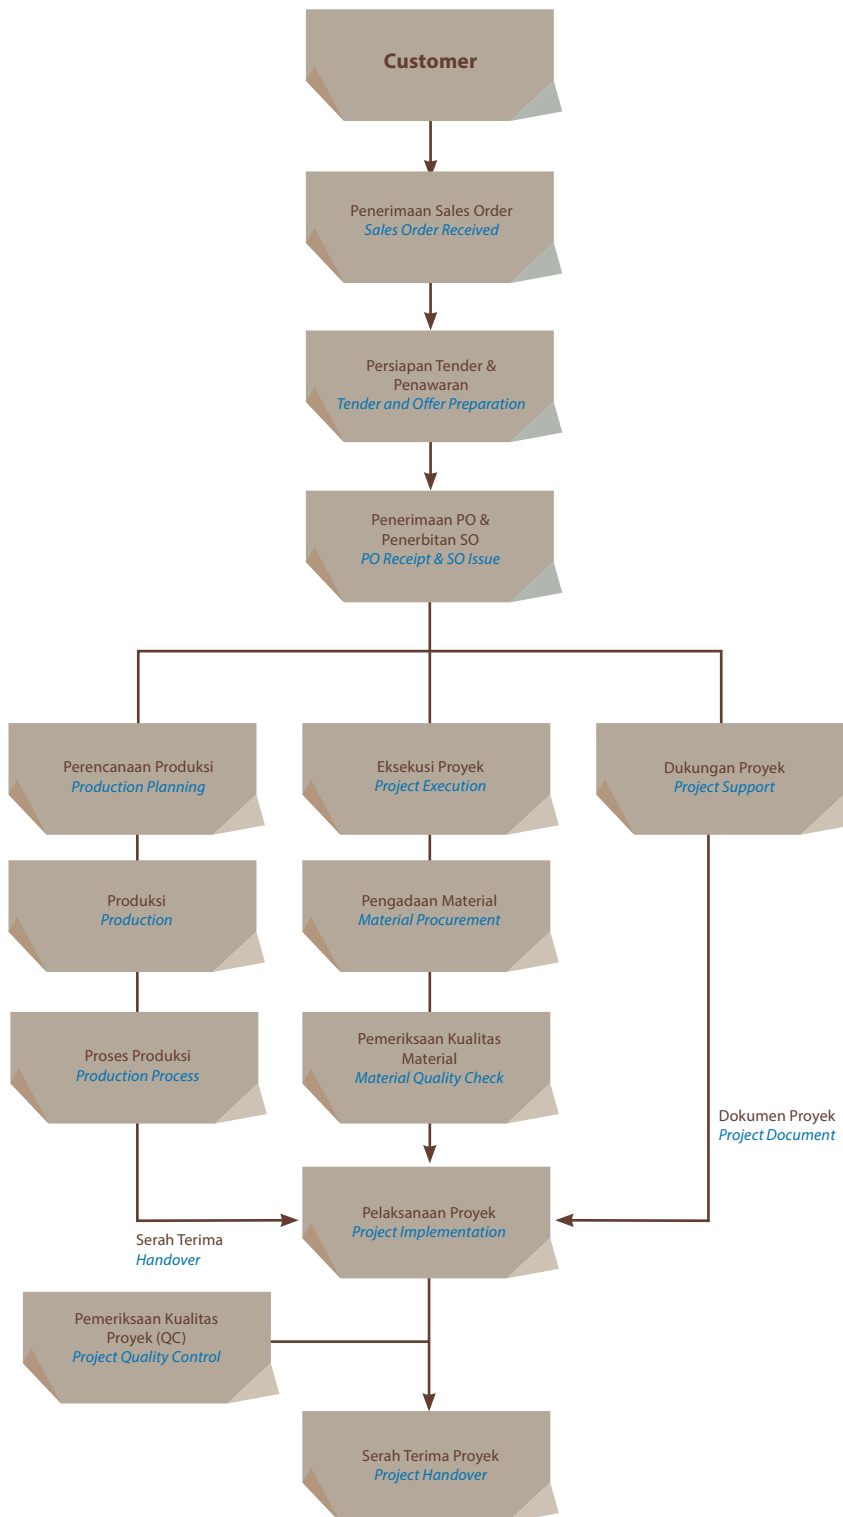 Customer
Penerimaan Sales Order
Sales Order Received
Persiapan Tender &
Penawaran
Tender and Offer Preparation
Penerimaan PO &
Penerbitan SO
PO Receipt & SO Issue
Perencanaan Produksi
Production Planning
Eksekusi Proyek
Project Execution
Dukungan Proyek
Project Support
Produksi
Production
Pengadaan Material
Material Procurement
Proses Produksi
Production Process
Pemeriksaan Kualitas
Material
Material Quality Check
Dokumen Proyek
Project Document
Pelaksanaan Proyek
Project Implementation
Serah Terima
Handover
Pemeriksaan Kualitas
Proyek (QC)
Project Quality Control
Serah Terima Proyek
Project Handover